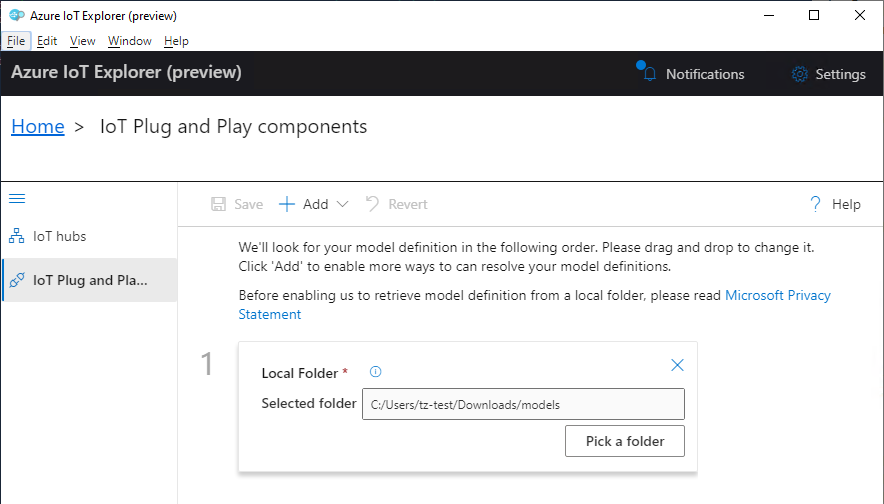 Azure IoT Explorer (preview)
File Edit View Window Help
Azure IoT Explorer (preview)
Notifications
Settings
Home > IoT Plug and Play components
Save
Add
Revert
Help
IoT hubs
IoT Plug and Pla...
We'll look for your model definition in the following order. Please drag and drop to change it.
Click 'Add' to enable more ways to can resolve your model definitions.
Before enabling us to retrieve model definition from a local folder, please read Microsoft Privacy
Statement
1
Local Folder *
Selected folder C:/Users/tz-test/Downloads/models
Pick a folder